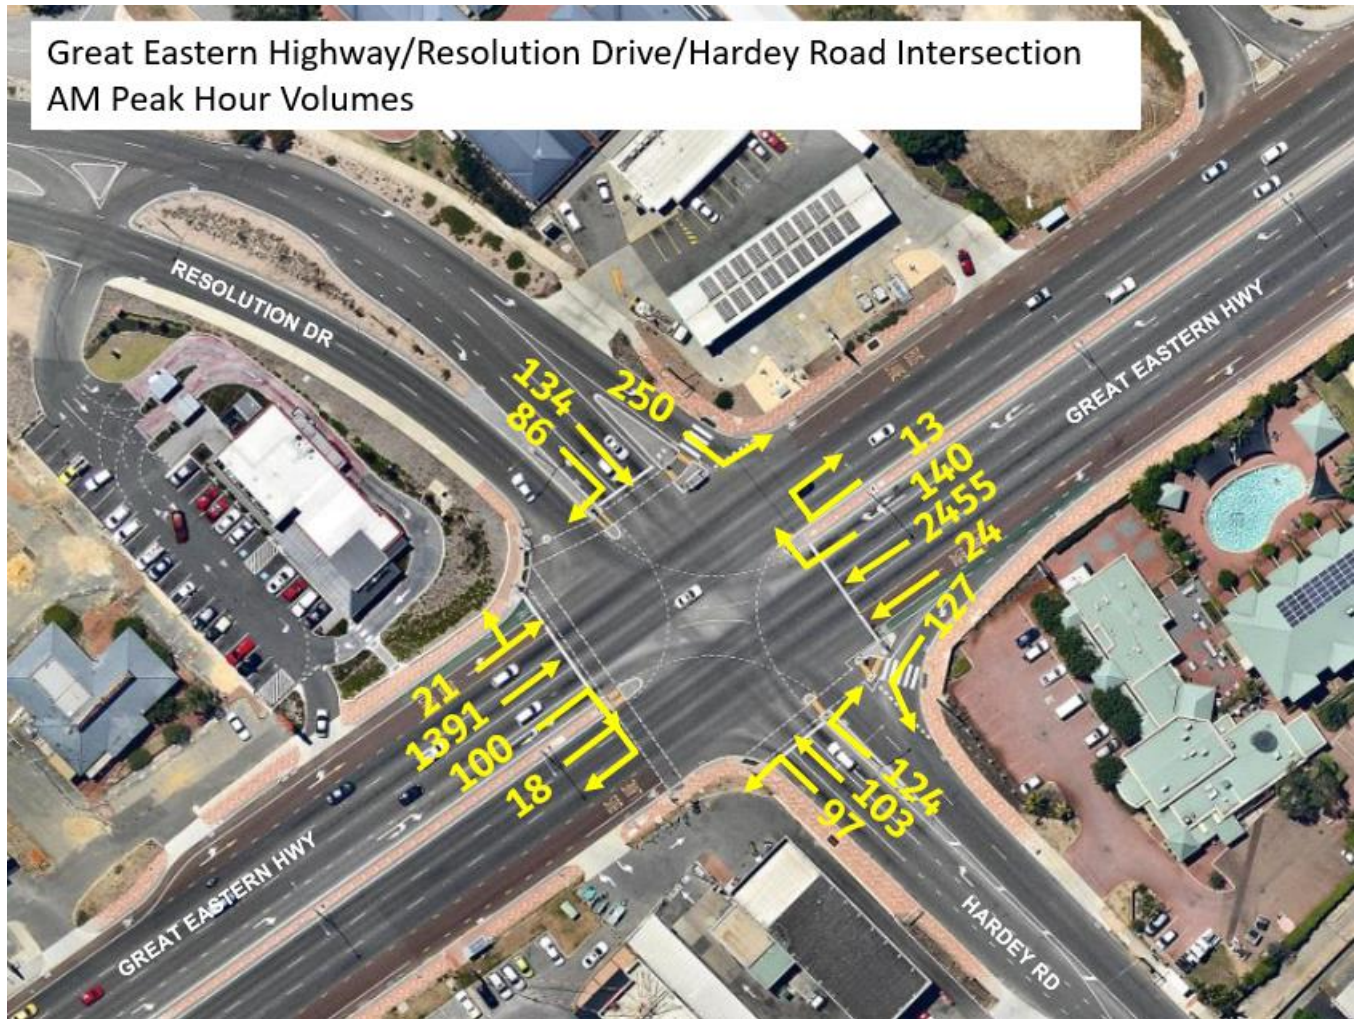 Great Eastern Highway/Resolution Drive/Hardey Road Intersection
AM Peak Hour Volumes
RESOLUTION DR
134
86
250
13
140
2455
24
127
GREAT EASTERN HWY
21
1391
100
18
124
103
97
GREAT EASTERN HWY
HARDEY RD